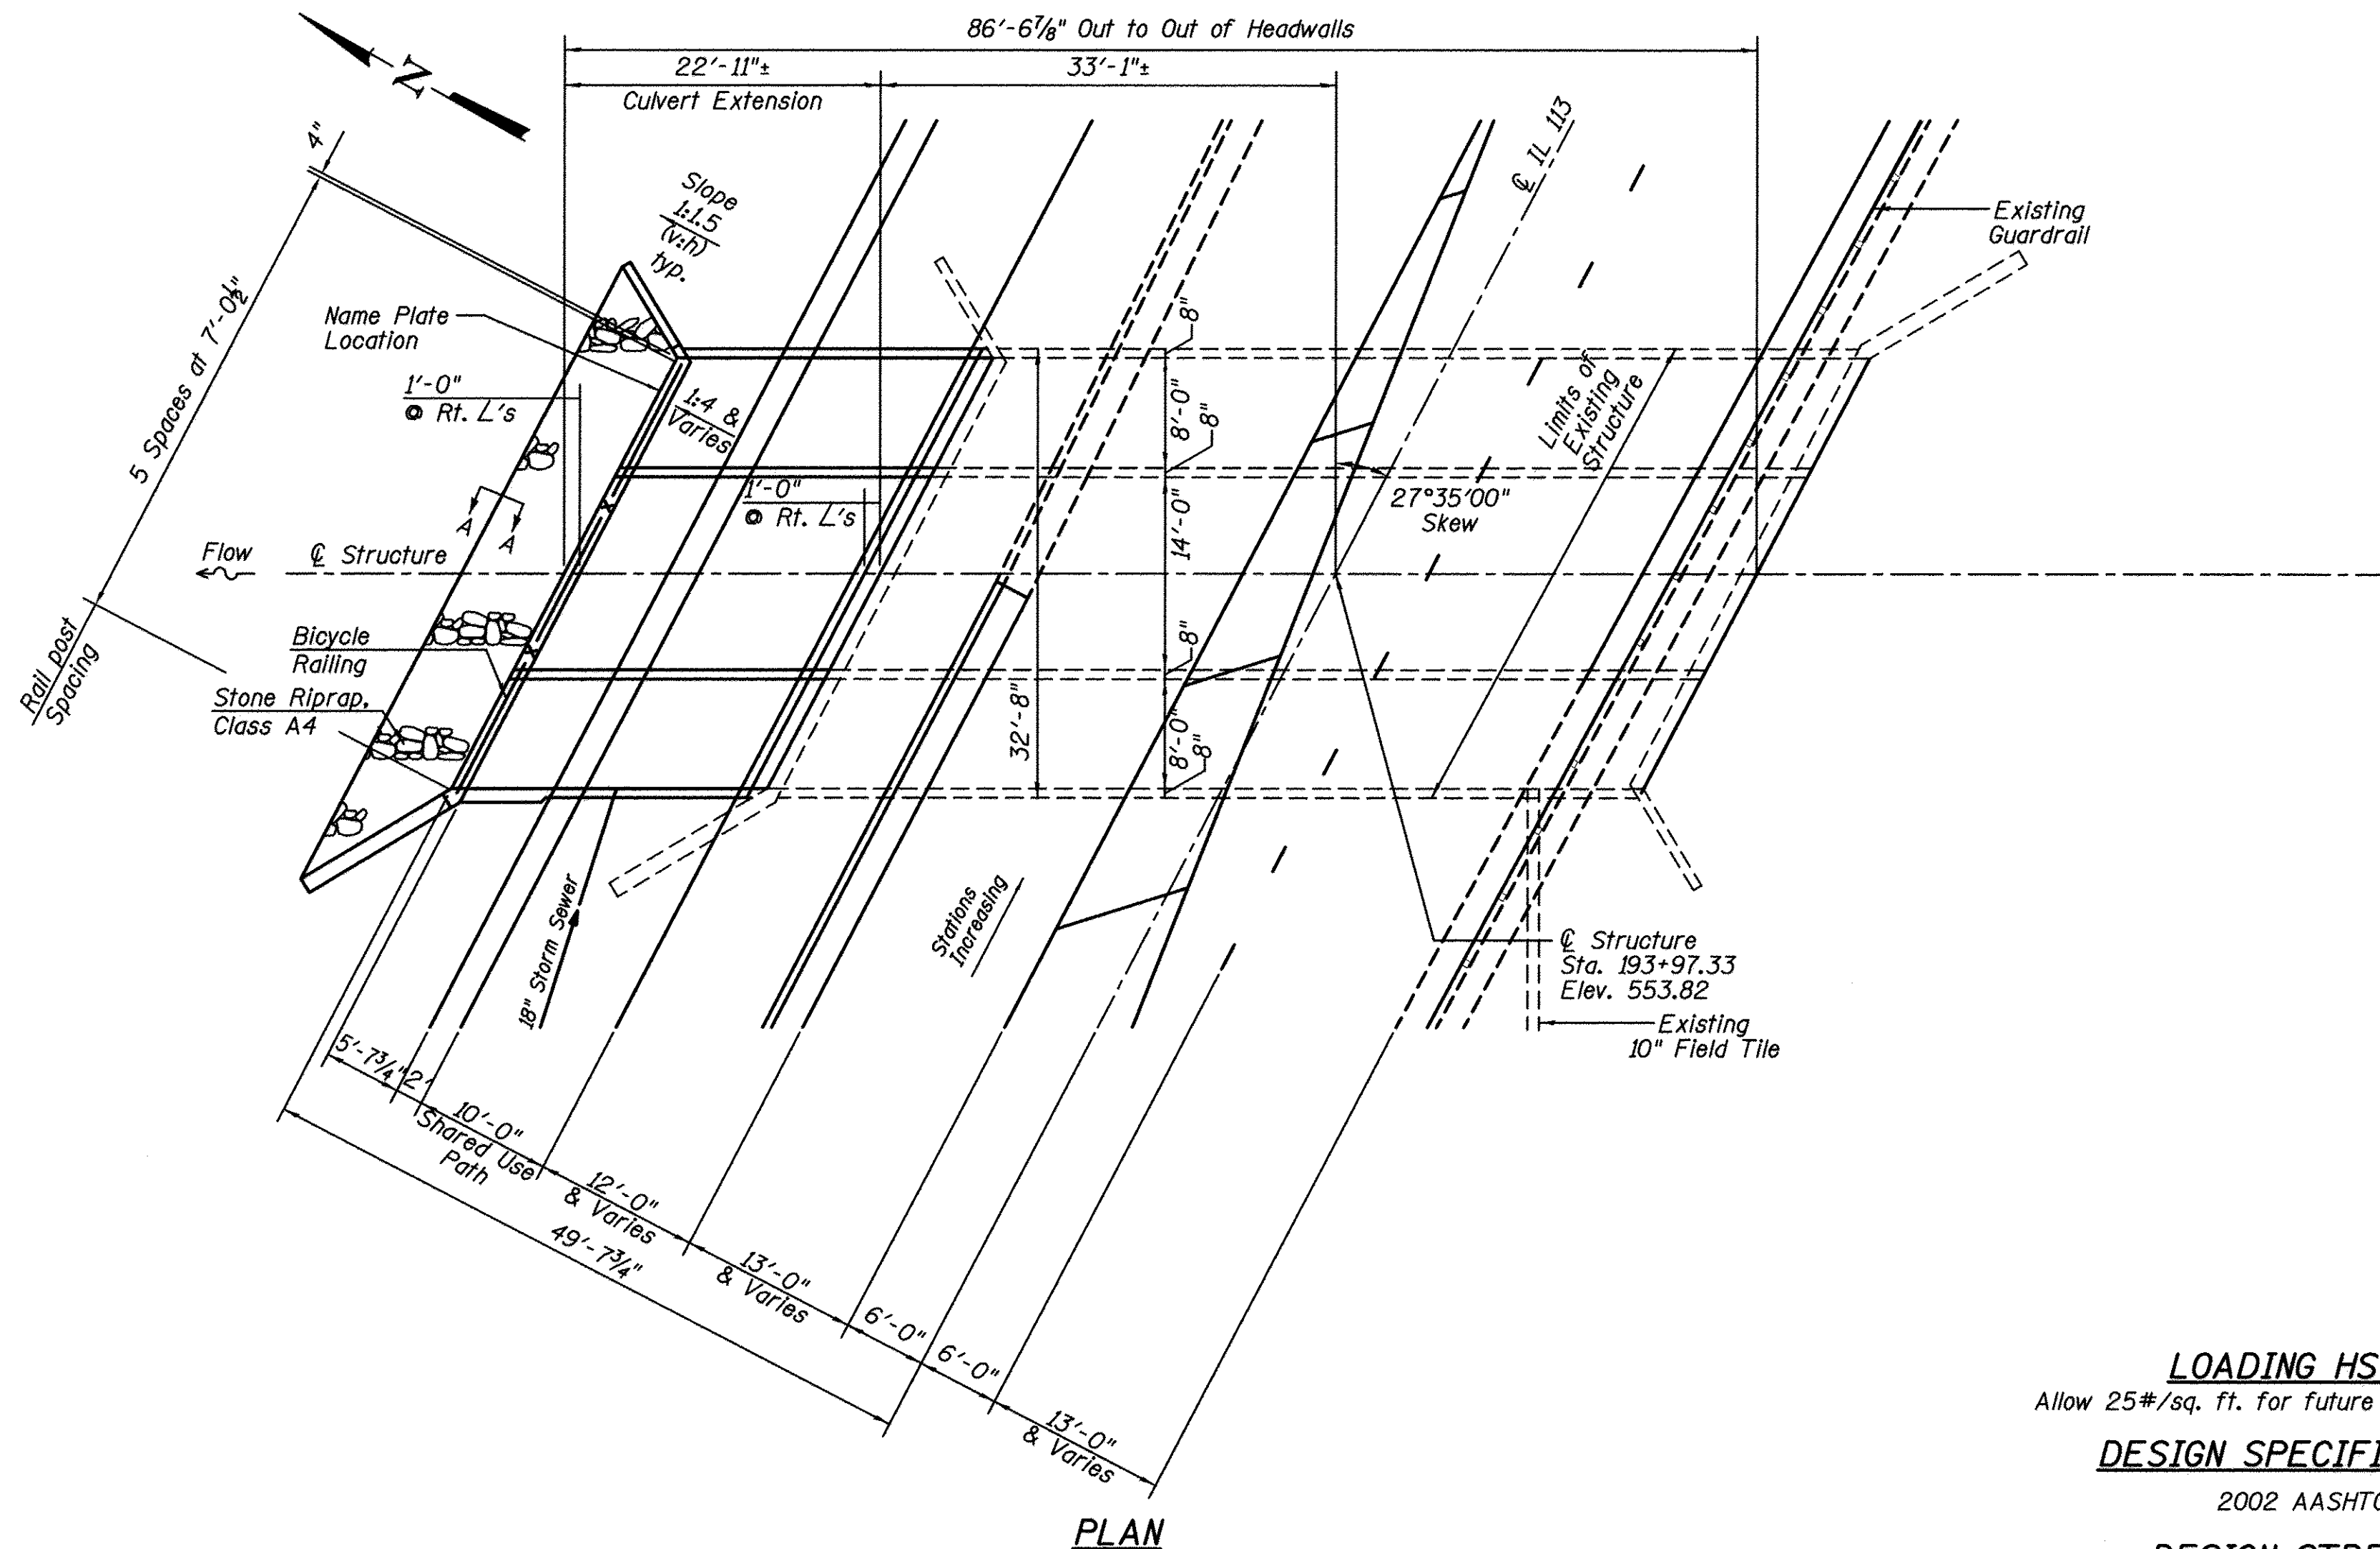 86'-6⅞" Out to Out of Headwalls
22'-11"±
33'-1"±
Culvert Extension
N
4"
5 Spaces at 7'-0½"
Slope
1:1.5
(v:h)
typ.
℄ IL 113
Existing
Guardrail
Name Plate
Location
1'-0"
@ Rt. ∠'s
1:4 &
Varies
8"
8'-0"
8"
Limits of
Existing
Structure
1'-0"
@ Rt. ∠'s
27°35'00"
Skew
A
A
14'-0"
Flow
℄ Structure
Bicycle
Railing
8"
Rail post
Spacing
Stone Riprap,
Class A4
32'-8"
8'-0"
8"
18" Storm Sewer
Stations
Increasing
℄ Structure
Sta. 193+97.33
Elev. 553.82
Existing
10" Field Tile
5'-7¾"
2'
10'-0"
Shared Use
Path
12'-0"
& Varies
49'-7¾"
13'-0"
& Varies
6'-0"
6'-0"
13'-0"
& Varies
PLAN
LOADING HS
Allow 25#/sq. ft. for future
DESIGN SPECIFI
2002 AASHTO